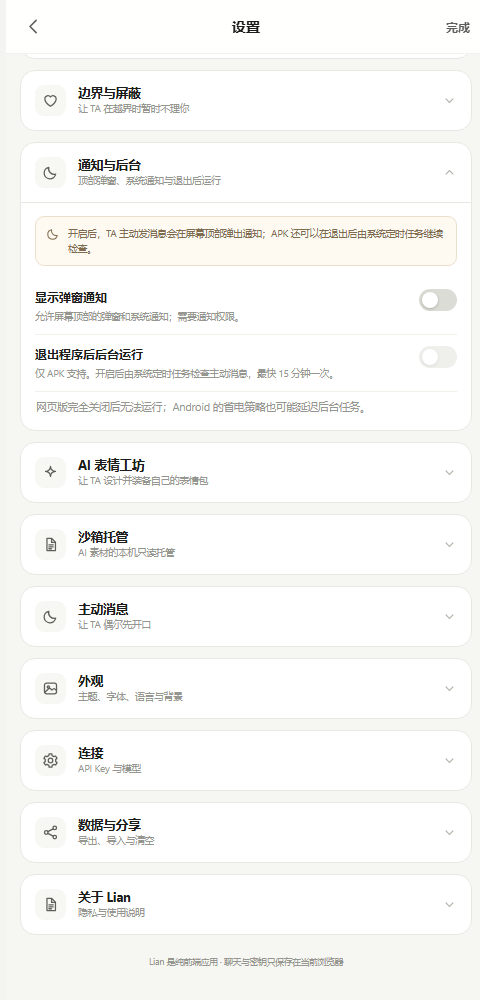 设置
完成
边界与屏蔽
让 TA 在越界时暂时不理你
通知与后台
顶部弹窗、系统通知与退出后运行
开启后，TA 主动发消息会在屏幕顶部弹出通知；APK 还可以在退出后由系统定时任务继续
检查。
显示弹窗通知
允许屏幕顶部的弹窗和系统通知；需要通知权限。
退出程序后后台运行
仅 APK 支持。开启后由系统定时任务检查主动消息，最快 15 分钟一次。
网页版完全关闭后无法运行；Android 的省电策略也可能延迟后台任务。
AI 表情工坊
让 TA 设计并装备自己的表情包
沙箱托管
AI 素材的本机只读托管
主动消息
让 TA 偶尔先开口
外观
主题、字体、语言与背景
连接
API Key 与模型
数据与分享
导出、导入与清空
关于 Lian
隐私与使用说明
Lian 是纯前端应用 · 聊天与密钥只保存在当前浏览器